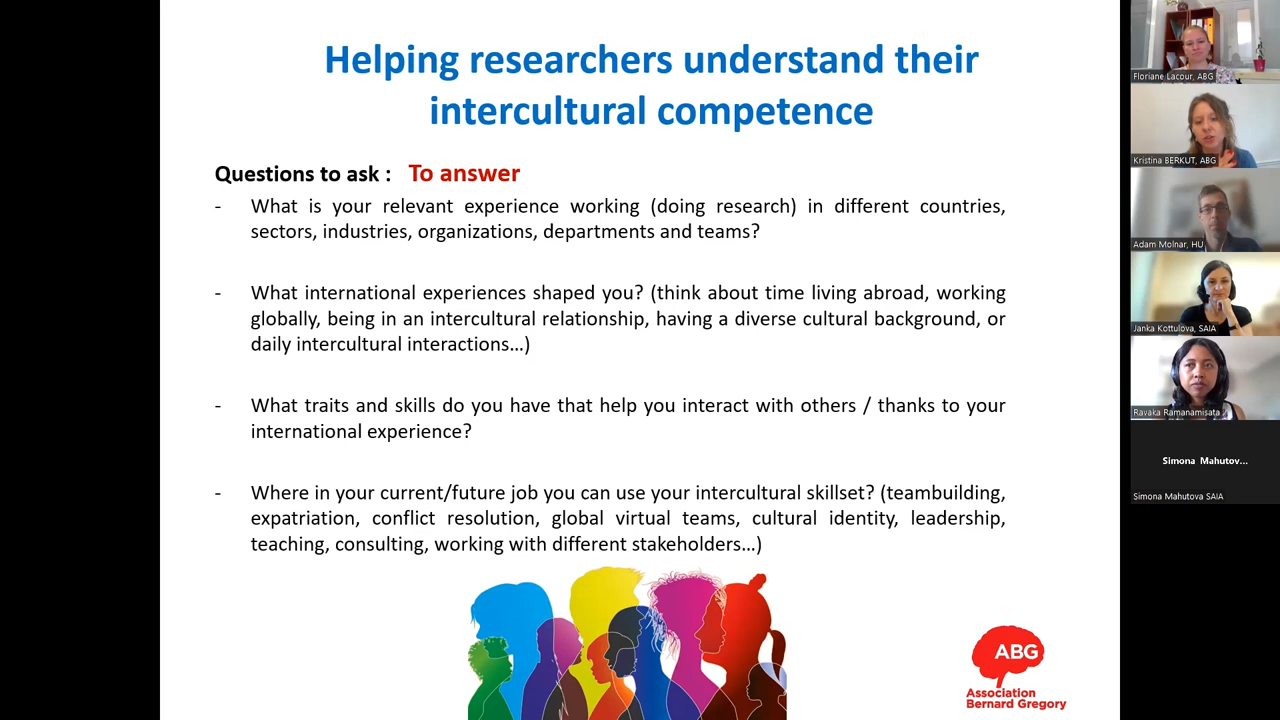 Helping researchers understand their
intercultural competence
Questions to ask : To answer
- What is your relevant experience working (doing research) in different countries,
sectors, industries, organizations, departments and teams?
- What international experiences shaped you? (think about time living abroad, working
globally, being in an intercultural relationship, having a diverse cultural background, or
daily intercultural interactions…)
- What traits and skills do you have that help you interact with others / thanks to your
international experience?
- Where in your current/future job you can use your intercultural skillset? (teambuilding,
expatriation, conflict resolution, global virtual teams, cultural identity, leadership,
teaching, consulting, working with different stakeholders…)
ABG
Association
Bernard Gregory
Floriane Lacour, ABG
Kristina BERKUT, ABG
Adam Molnar, HU
Janka Kottulova, SAIA
Ravaka Ramanamisata
Simona Mahutov...
Simona Mahutova SAIA